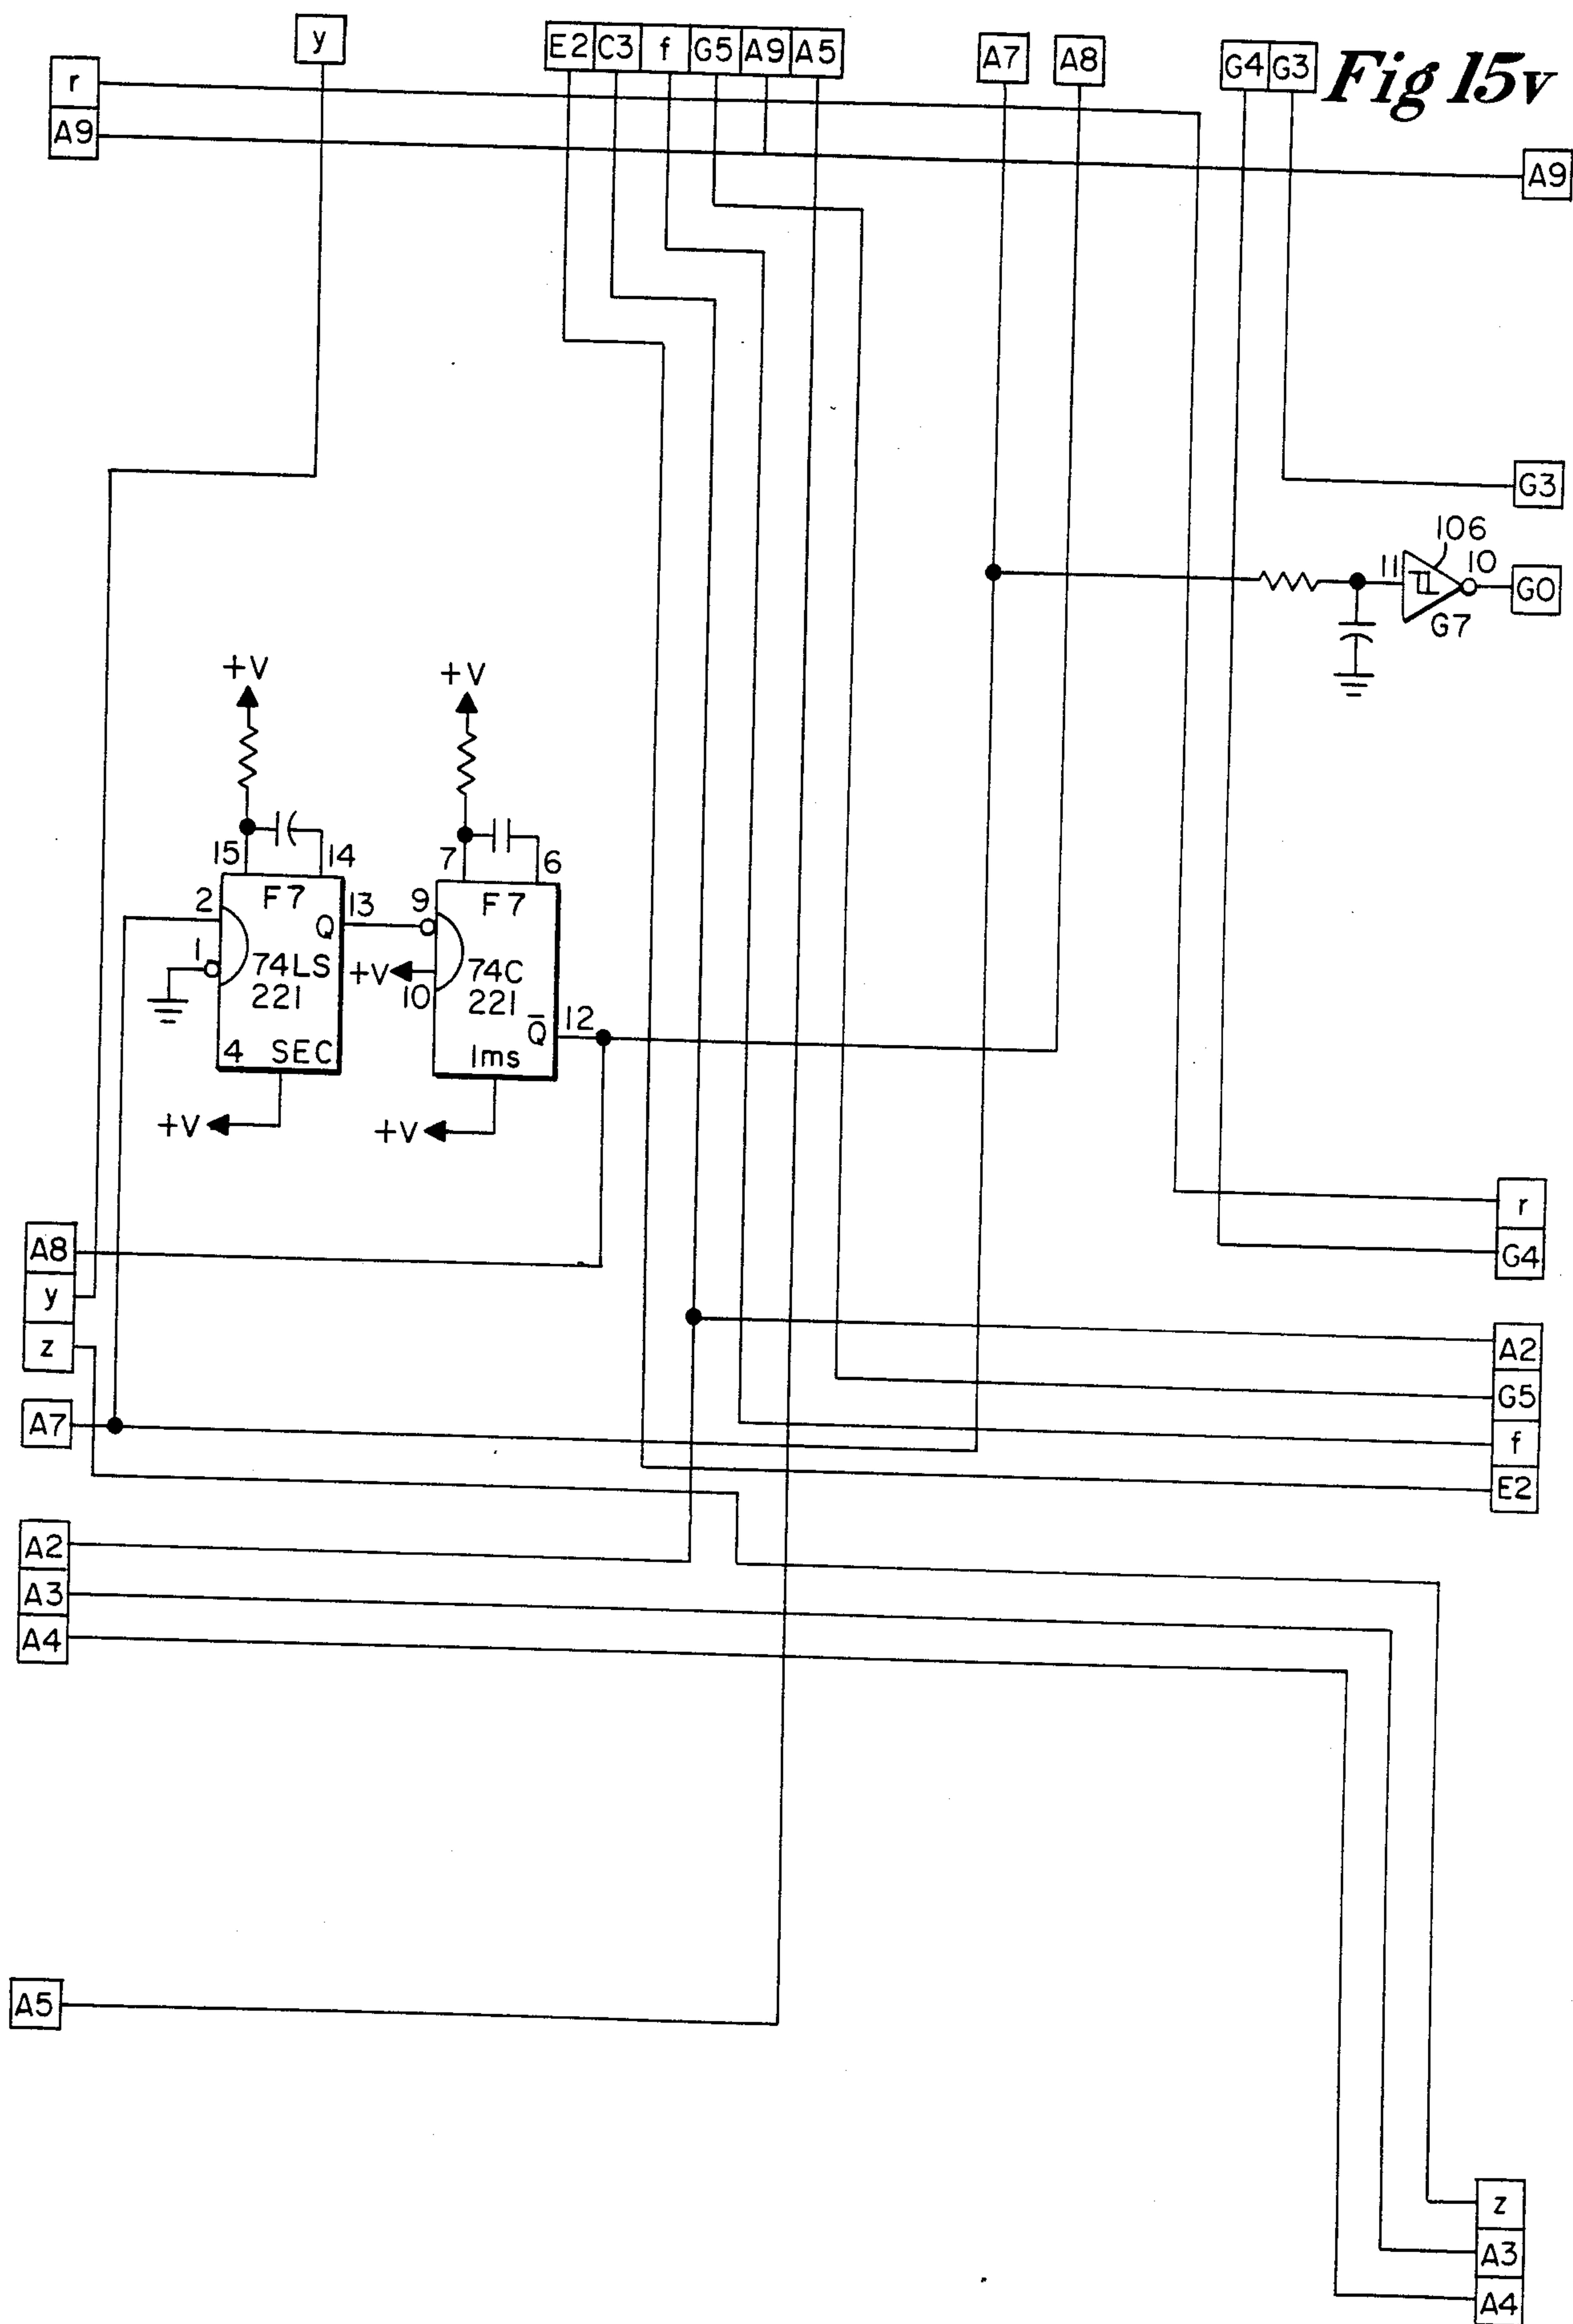 y
E2 C3 f G5 A9 A5
A7
A8
G4 G3
Fig 15v
r
A9
A9
G3
106
11
10
G0
G7
+V
+V
15
14
7
6
2
F7
13
9
F7
Q
1
74LS
221
+V
10
74C
221
Q̅
12
4 SEC
1ms
+V
+V
r
G4
A8
y
z
A7
A2
G5
f
E2
A2
A3
A4
A5
z
A3
A4